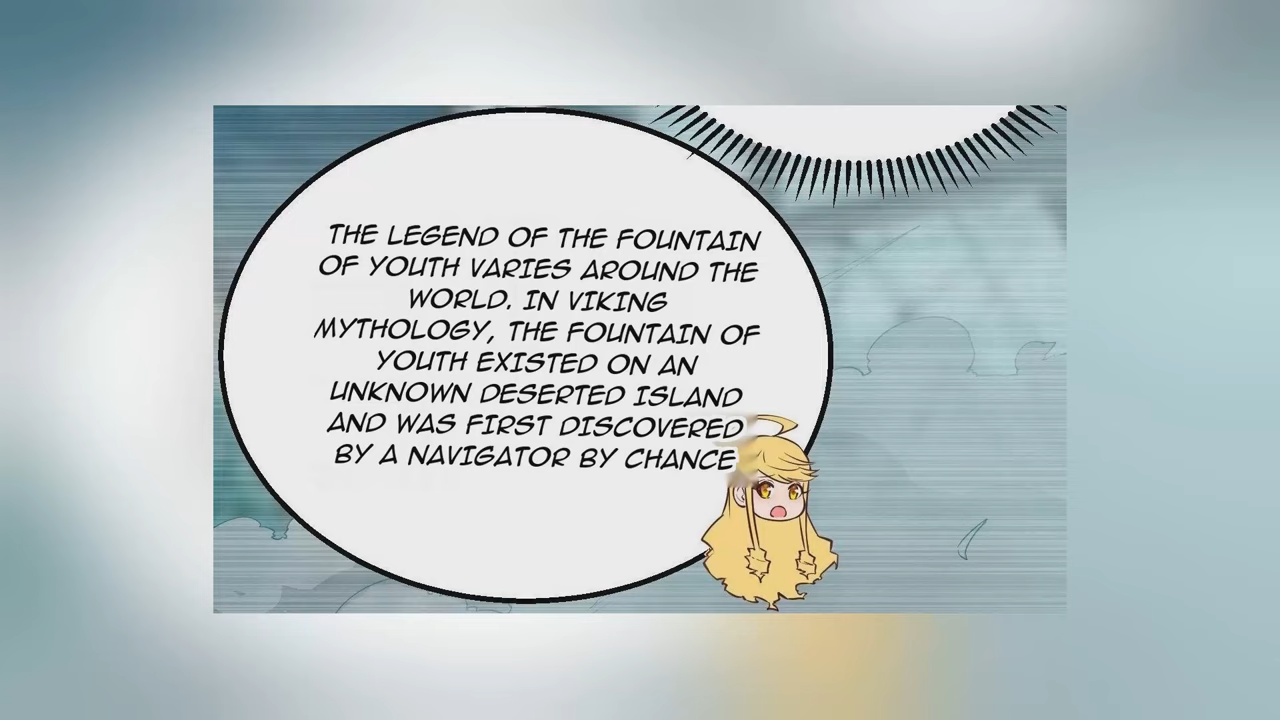 THE LEGEND OF THE FOUNTAIN
OF YOUTH VARIES AROUND THE
WORLD. IN VIKING
MYTHOLOGY, THE FOUNTAIN OF
YOUTH EXISTED ON AN
UNKNOWN DESERTED ISLAND
AND WAS FIRST DISCOVERED
BY A NAVIGATOR BY CHANCE